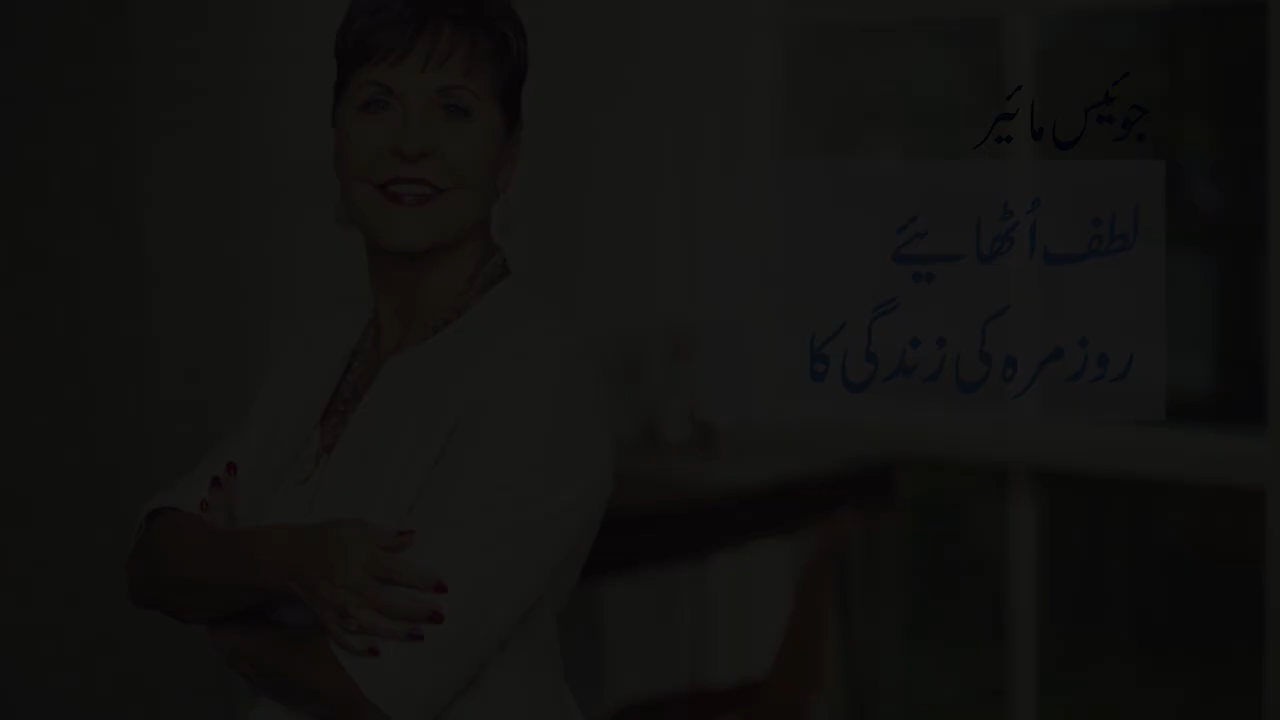 جوئیس مائیر
لطف اُٹھایئے
روزمرہ کی زندگی کا